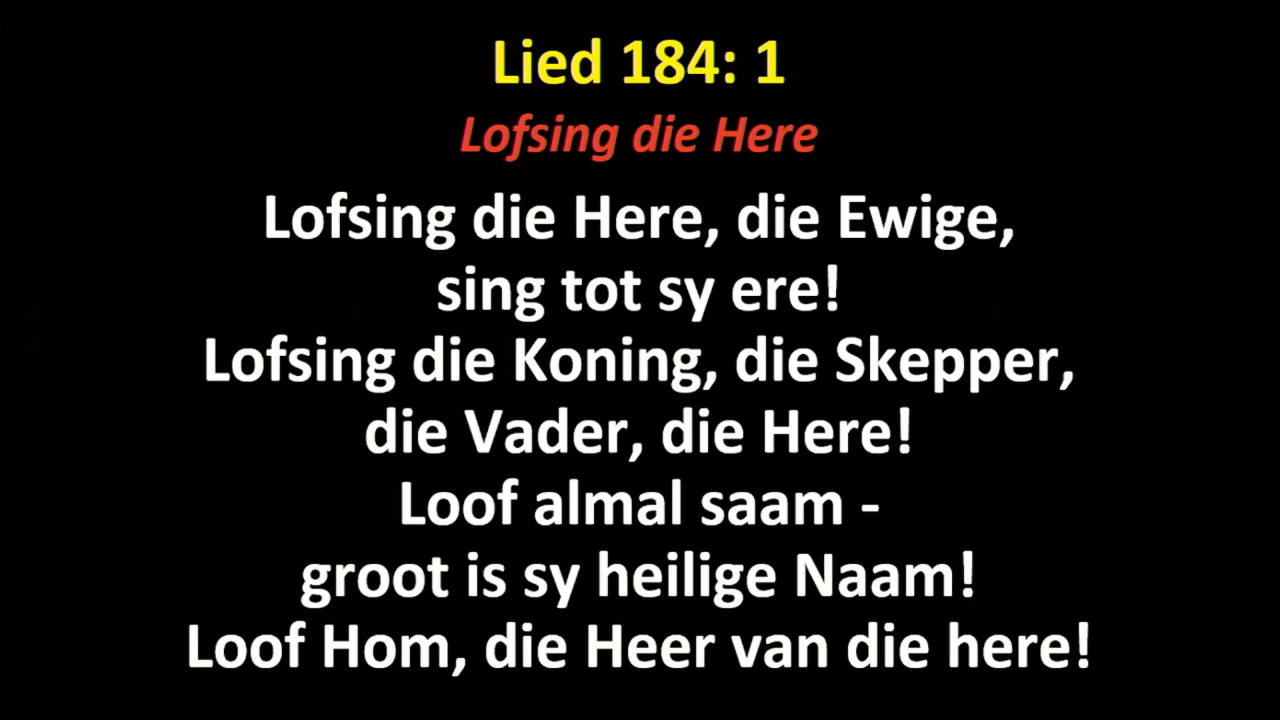 Lied 184: 1
Lofsing die Here
Lofsing die Here, die Ewige,
sing tot sy ere!
Lofsing die Koning, die Skepper,
die Vader, die Here!
Loof almal saam -
groot is sy heilige Naam!
Loof Hom, die Heer van die here!